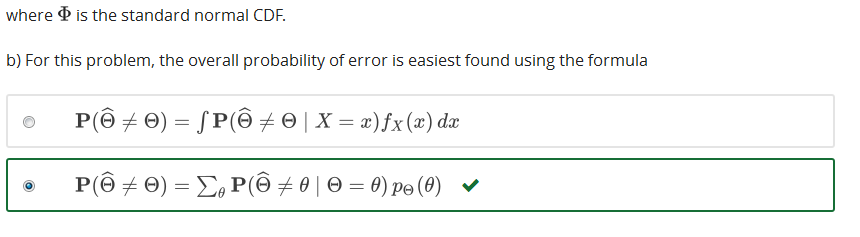 where Φ is the standard normal CDF.
b) For this problem, the overall probability of error is easiest found using the formula
P(Θ̂ ≠ Θ) = ∫ P(Θ̂ ≠ Θ | X = x) f_X(x) dx
P(Θ̂ ≠ Θ) = ∑_θ P(Θ̂ ≠ θ | Θ = θ) p_Θ(θ) ✔